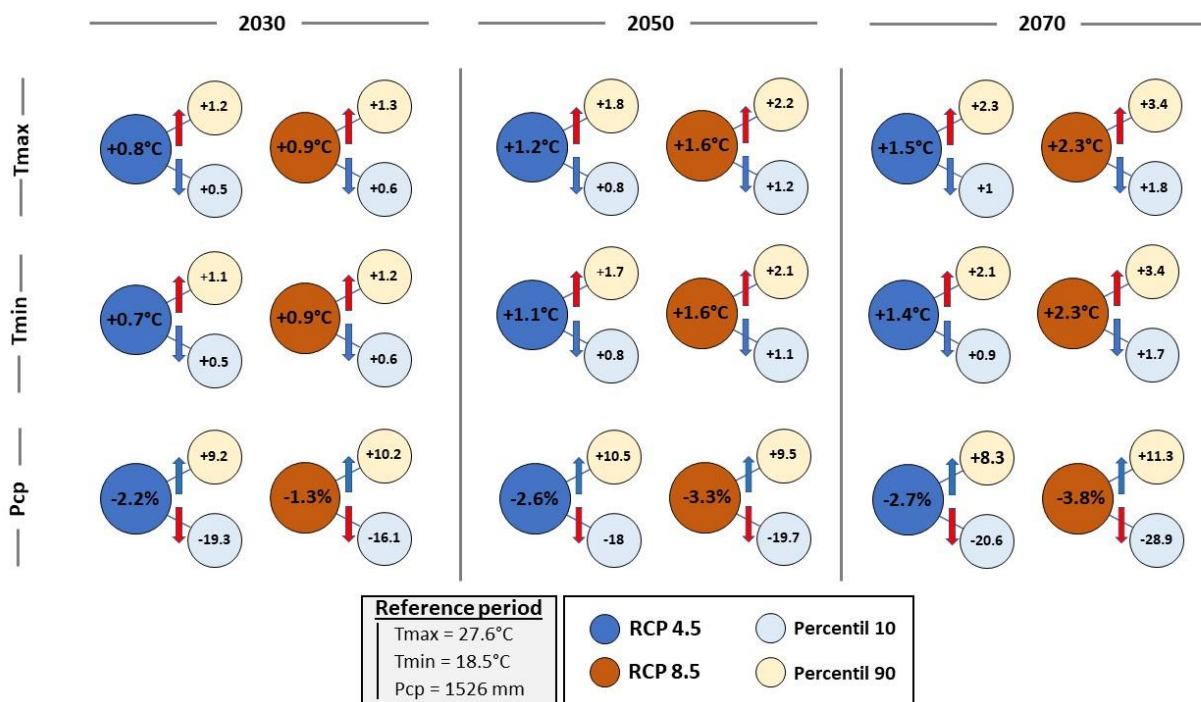 2030
2050
2070
Tmax
+0.8°C
+1.2
+0.5
+0.9°C
+1.3
+0.6
+1.2°C
+1.8
+0.8
+1.6°C
+2.2
+1.2
+1.5°C
+2.3
+1
+2.3°C
+3.4
+1.8
Tmin
+0.7°C
+1.1
+0.5
+0.9°C
+1.2
+0.6
+1.1°C
+1.7
+0.8
+1.6°C
+2.1
+1.1
+1.4°C
+2.1
+0.9
+2.3°C
+3.4
+1.7
Pcp
-2.2%
+9.2
-19.3
-1.3%
+10.2
-16.1
-2.6%
+10.5
-18
-3.3%
+9.5
-19.7
-2.7%
+8.3
-20.6
-3.8%
+11.3
-28.9
Reference period
Tmax = 27.6°C
Tmin = 18.5°C
Pcp = 1526 mm
RCP 4.5
Percentil 10
RCP 8.5
Percentil 90